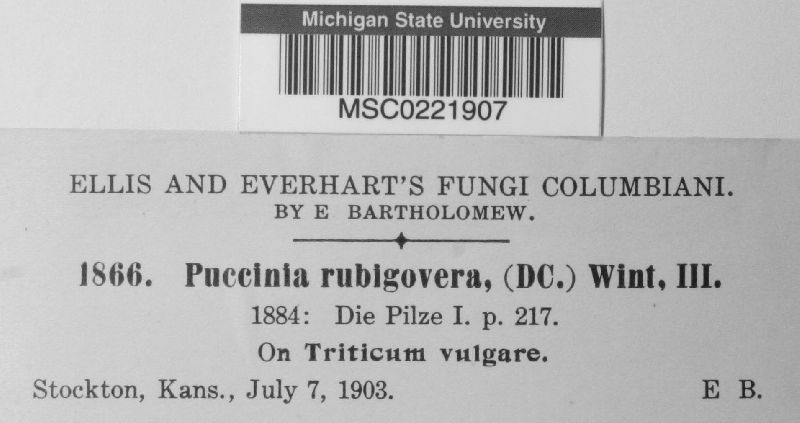 Michigan State University
MSC0221907
ELLIS AND EVERHART'S FUNGI COLUMBIANI.
BY E BARTHOLOMEW.
1866. Puccinia rubigovera, (DC.) Wint, III.
1884: Die Pilze I. p. 217.
On Triticum vulgare.
Stockton, Kans., July 7, 1903. E B.